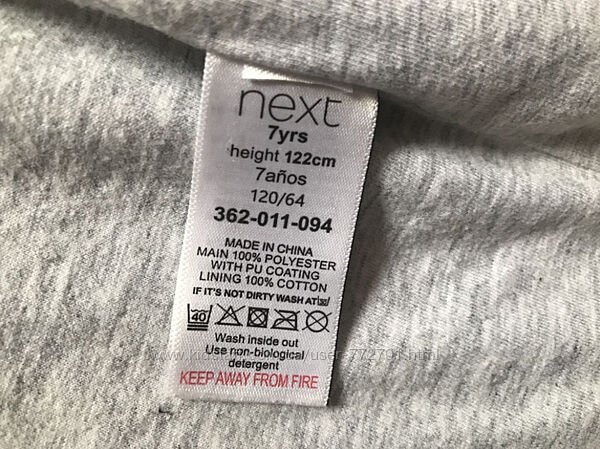 next
7yrs
height 122cm
7años
120/64
362-011-094
MADE IN CHINA
MAIN 100% POLYESTER
WITH PU COATING
LINING 100% COTTON
IF IT'S NOT DIRTY WASH AT
40
Wash inside out
Use non-biological
detergent
KEEP AWAY FROM FIRE